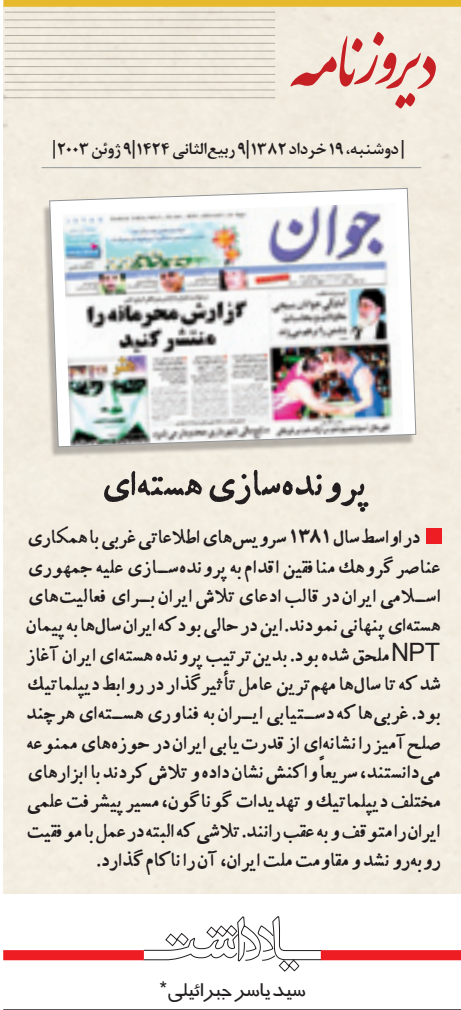 دیروزنامه
| دوشنبه، ۱۹ خرداد ۱۳۸۲|۹ ربیع‌الثانی ۱۴۲۴|۹ ژوئن ۲۰۰۳|
جوان
گزارش محرمانه را
منتشر کنید
هنر
پرونده‌سازی هسته‌ای
در اواسط سال ۱۳۸۱ سرویس‌های اطلاعاتی غربی با همکاری
عناصر گروهك منافقین اقدام به پرونده‌سازی علیه جمهوری
اسلامی ایران در قالب ادعای تلاش ایران برای فعالیت‌های
هسته‌ای پنهانی نمودند. این در حالی بود که ایران سال‌ها به پیمان
NPT ملحق شده بود. بدین ترتیب پرونده هسته‌ای ایران آغاز
شد که تا سال‌ها مهم‌ترین عامل تأثیرگذار در روابط دیپلماتیك
بود. غربی‌ها که دستیابی ایران به فناوری هسته‌ای هرچند
صلح آمیز را نشانه‌ای از قدرت یابی ایران در حوزه‌های ممنوعه
می‌دانستند، سریعاً واکنش نشان داده و تلاش کردند با ابزارهای
مختلف دیپلماتیك و تهدیدات گوناگون، مسیر پیشرفت علمی
ایران را متوقف و به عقب رانند. تلاشی که البته در عمل با موفقیت
روبه‌رو نشد و مقاومت ملت ایران، آن را ناکام گذارد.
یادداشت
سید یاسر جبرائیلی*